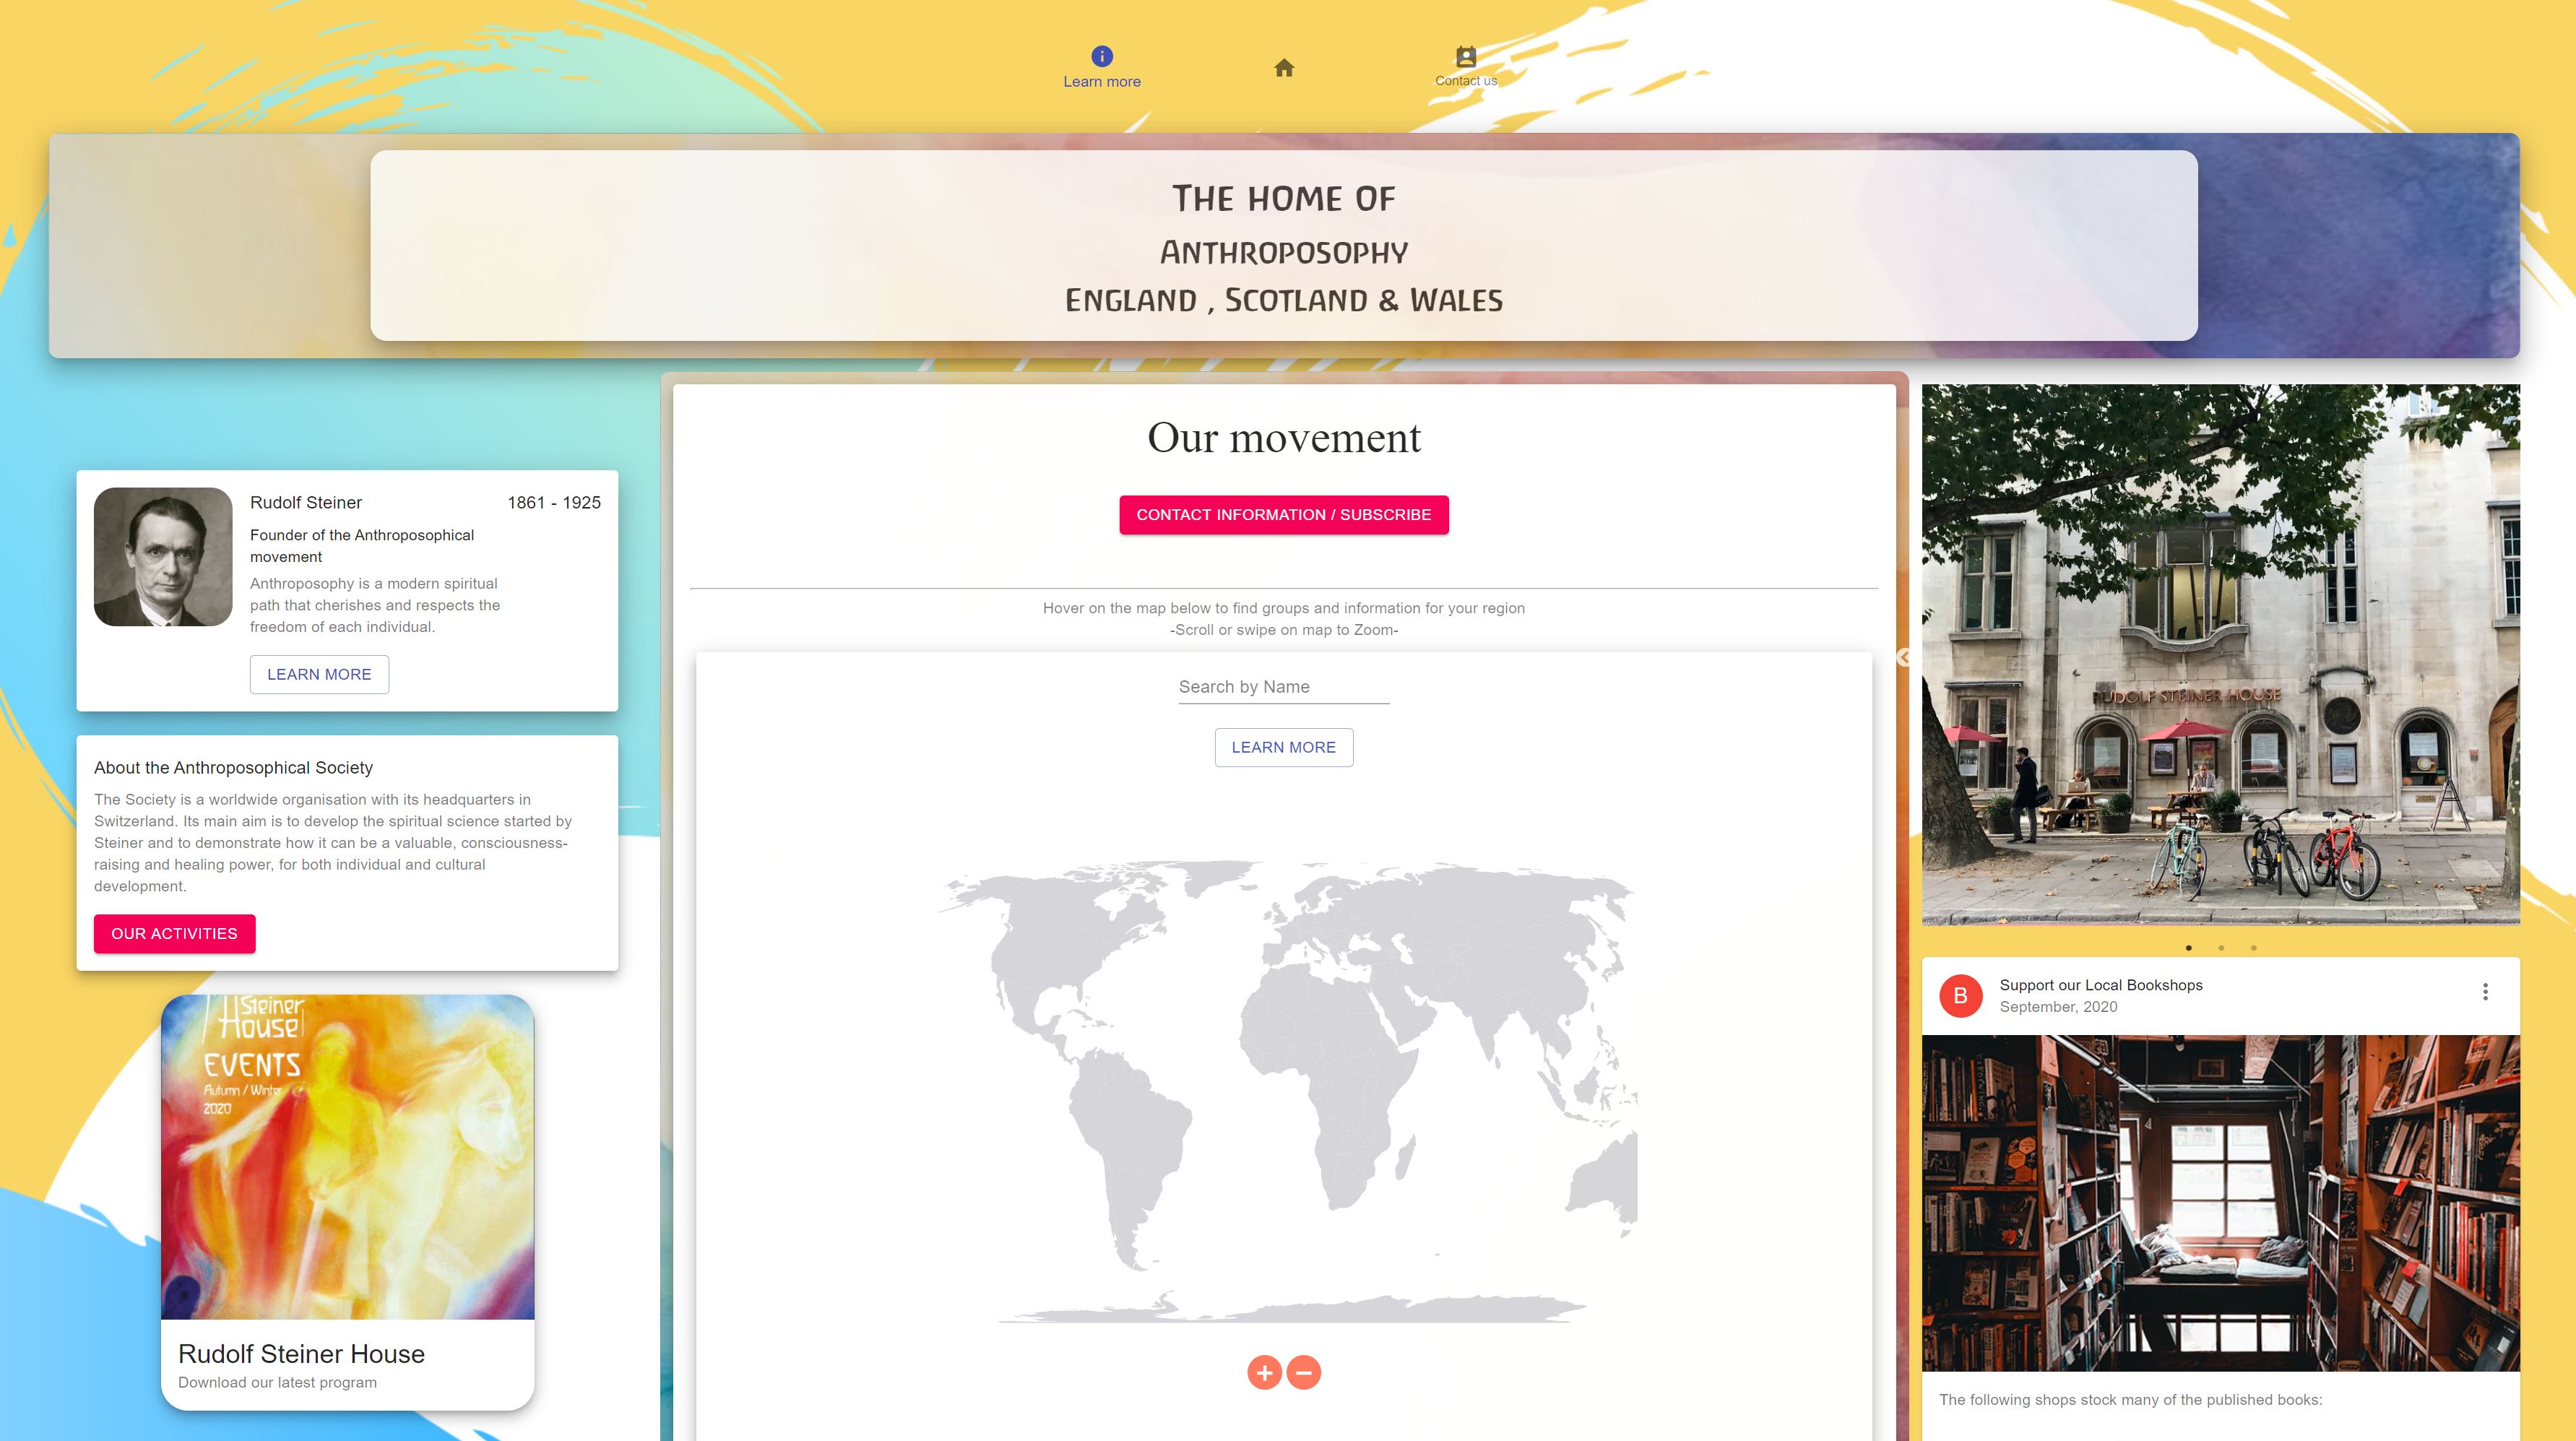 Learn more
Contact us
THE HOME OF
ANTHROPOSOPHY
ENGLAND , SCOTLAND & WALES
Rudolf Steiner
1861 - 1925
Founder of the Anthroposophical
movement
Anthroposophy is a modern spiritual
path that cherishes and respects the
freedom of each individual.
LEARN MORE
About the Anthroposophical Society
The Society is a worldwide organisation with its headquarters in
Switzerland. Its main aim is to develop the spiritual science started by
Steiner and to demonstrate how it can be a valuable, consciousness-
raising and healing power, for both individual and cultural
development.
OUR ACTIVITIES
Steiner
House
EVENTS
Autumn / Winter
2020
Rudolf Steiner House
Download our latest program
Our movement
CONTACT INFORMATION / SUBSCRIBE
Hover on the map below to find groups and information for your region
-Scroll or swipe on map to Zoom-
Search by Name
LEARN MORE
RUDOLF STEINER HOUSE
B
Support our Local Bookshops
September, 2020
The following shops stock many of the published books: